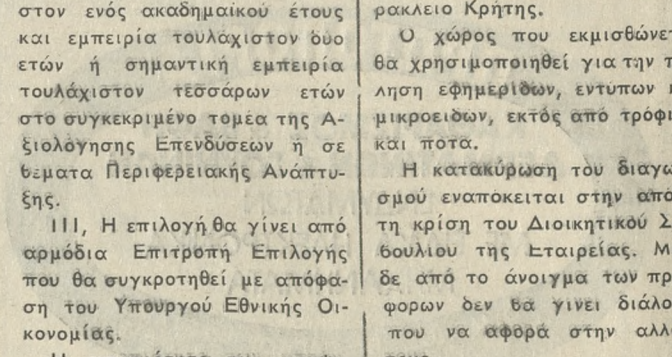 στον ενός ακαδημαϊκού έτους
και εμπειρία τουλάχιστον δύο
ετών ή σημαντική εμπειρία
τουλάχιστον τεσσάρων ετών
στο συγκεκριμένο τομέα της Α-
ξιολόγησης Επενδύσεων ή σε
θέματα Περιφερειακής Ανάπτυ-
ξης.
III, Η επιλογή θα γίνει από
αρμόδια Επιτροπή Επιλογής
που θα συγκροτηθεί με απόφα-
ση του Υπουργού Εθνικής Οι-
κονομίας.
ράκλειο Κρήτης.
Ο χώρος που εκμισθώνετ
θα χρησιμοποιηθεί για την π
ληση εφημερίδων, εντύπων κ
μικροειδών, εκτός από τρόφι
και ποτά.
Η κατακύρωση του διαγω
σμού εναπόκειται στην από
τη κρίση του Διοικητικού Σ
βουλίου της Εταιρείας. Μ
δε από το άνοιγμα των πρ
φορών δεν θα γίνει διάλο
που να αφορά στην αλλ